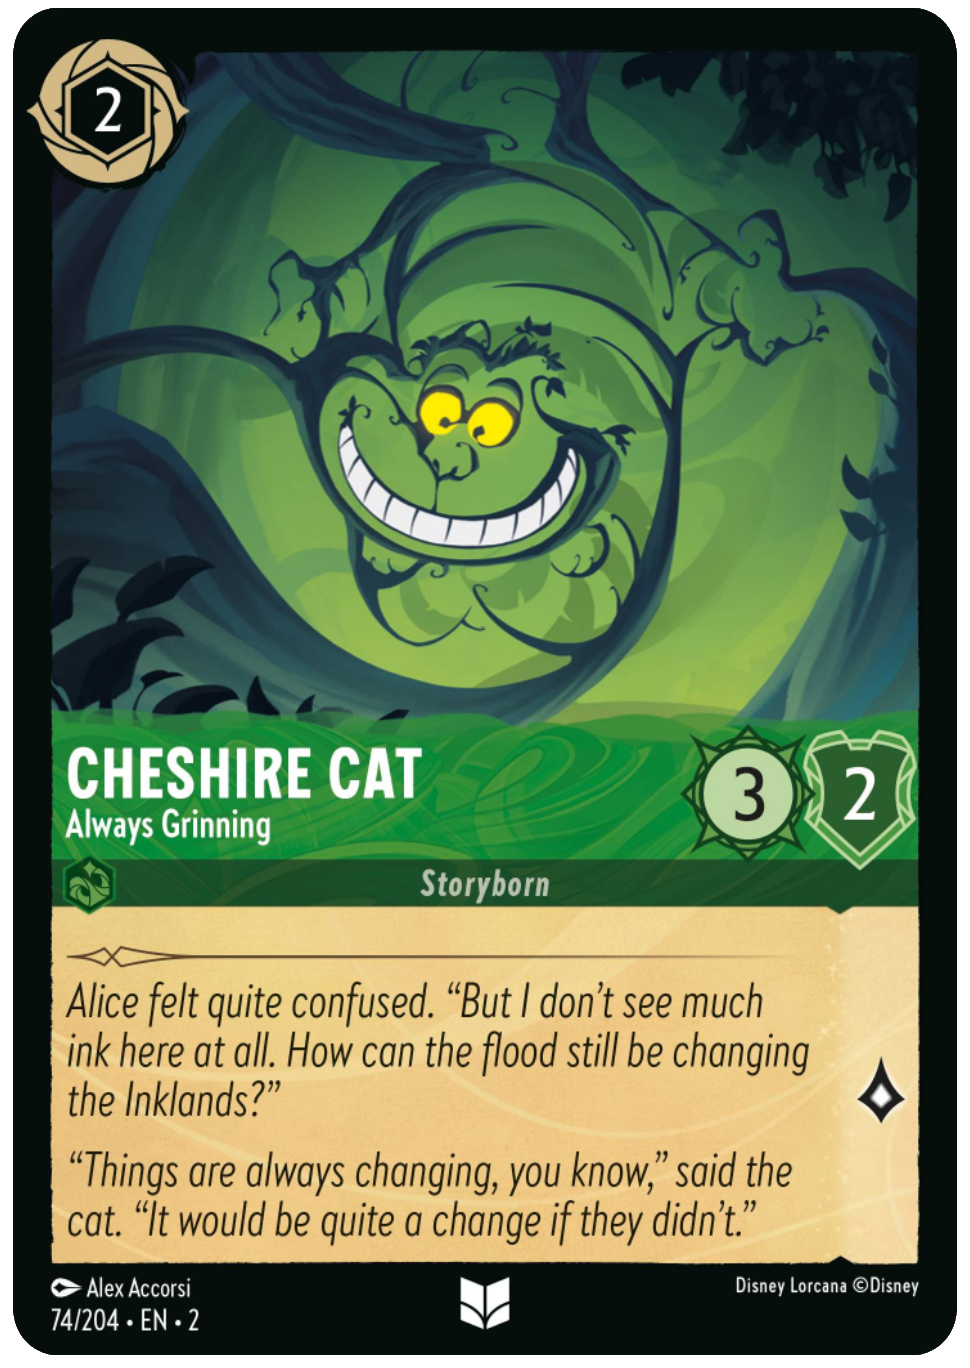 2
CHESHIRE CAT
Always Grinning
3
2
Storyborn
Alice felt quite confused. “But I don’t see much
ink here at all. How can the flood still be changing
the Inklands?”
“Things are always changing, you know,” said the
cat. “It would be quite a change if they didn’t.”
Alex Accorsi
74/204 • EN • 2
Disney Lorcana ©Disney